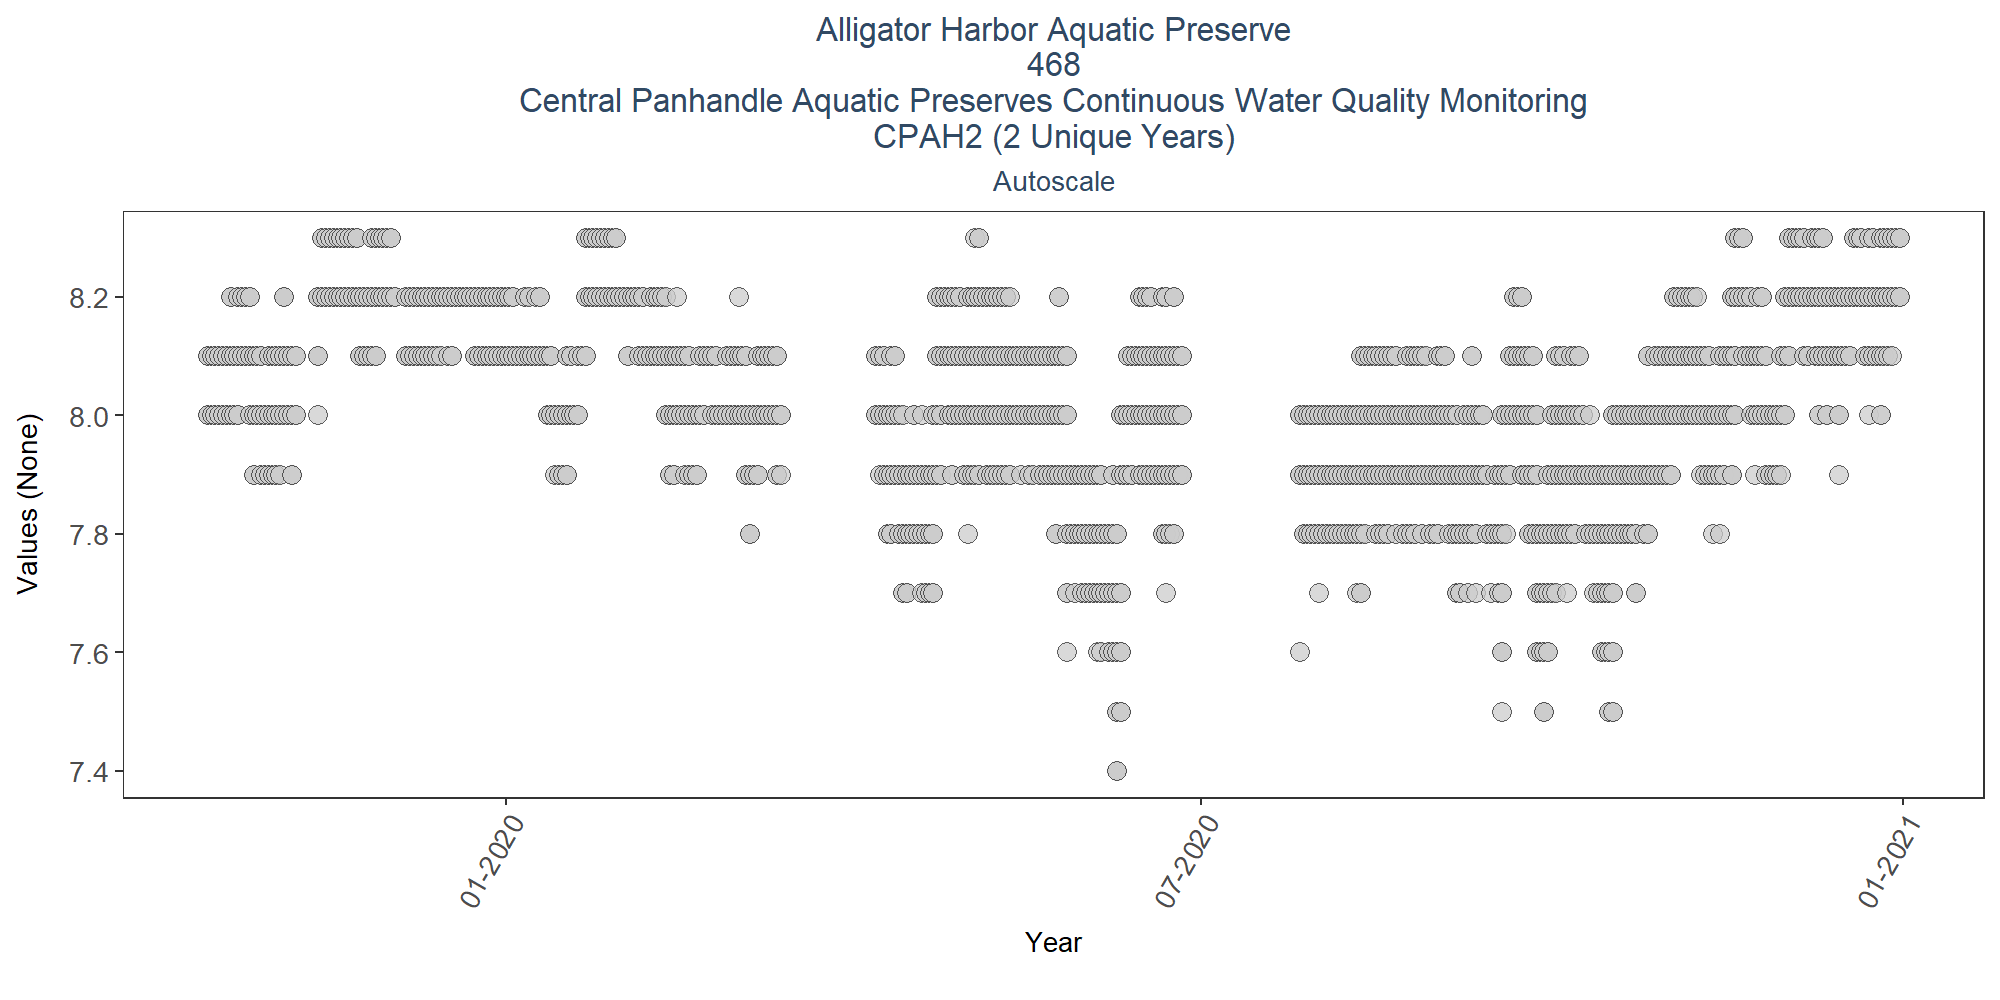 Alligator Harbor Aquatic Preserve
468
Central Panhandle Aquatic Preserves Continuous Water Quality Monitoring
CPAH2 (2 Unique Years)
Autoscale
Values (None)
8.2
8.0
7.8
7.6
7.4
01-2020
07-2020
01-2021
Year